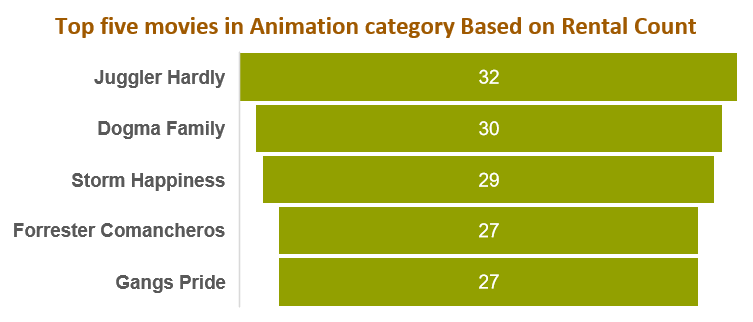 Top five movies in Animation category Based on Rental Count
Juggler Hardly 32
Dogma Family 30
Storm Happiness 29
Forrester Comancheros 27
Gangs Pride 27